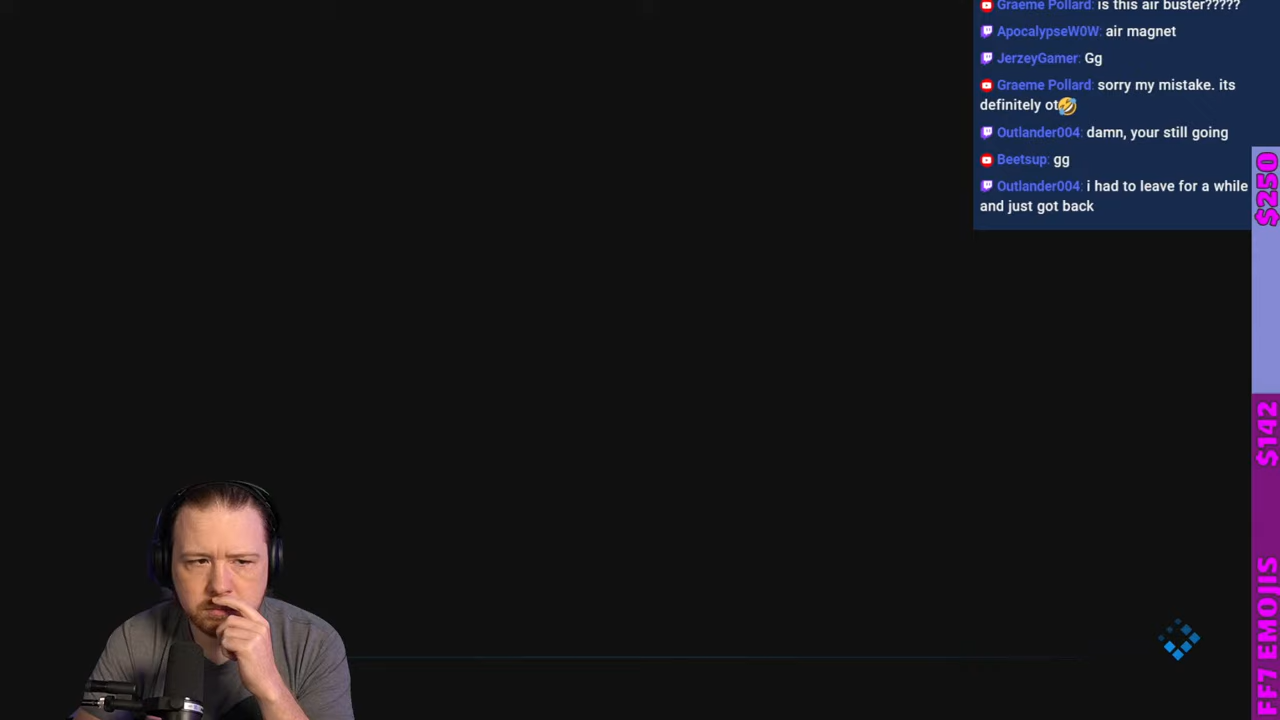 Graeme Pollard: is this air buster?????
ApocalypseW0W: air magnet
JerzeyGamer: Gg
Graeme Pollard: sorry my mistake. its
definitely ot🤣
Outlander004: damn, your still going
Beetsup: gg
Outlander004: i had to leave for a while
and just got back
$250
$142
FF7 EMOJIS